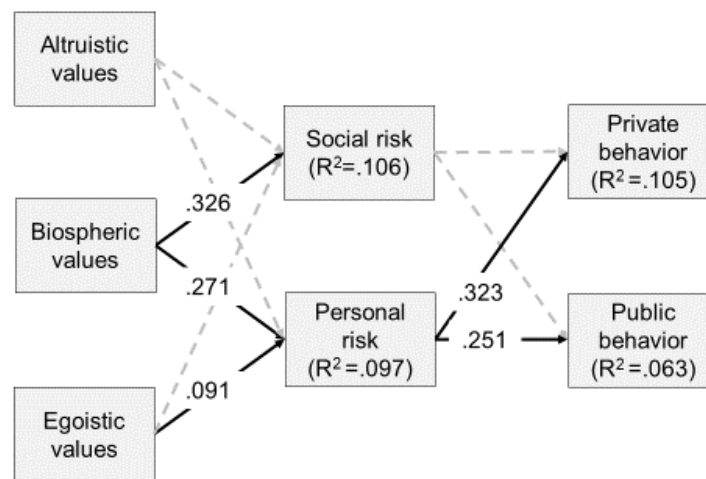 Altruistic
values
Social risk
(R²=.106)
Private
behavior
(R²=.105)
.326
Biospheric
values
.271
.323
Personal
risk
(R²=.097)
.251
Public
behavior
(R²=.063)
.091
Egoistic
values